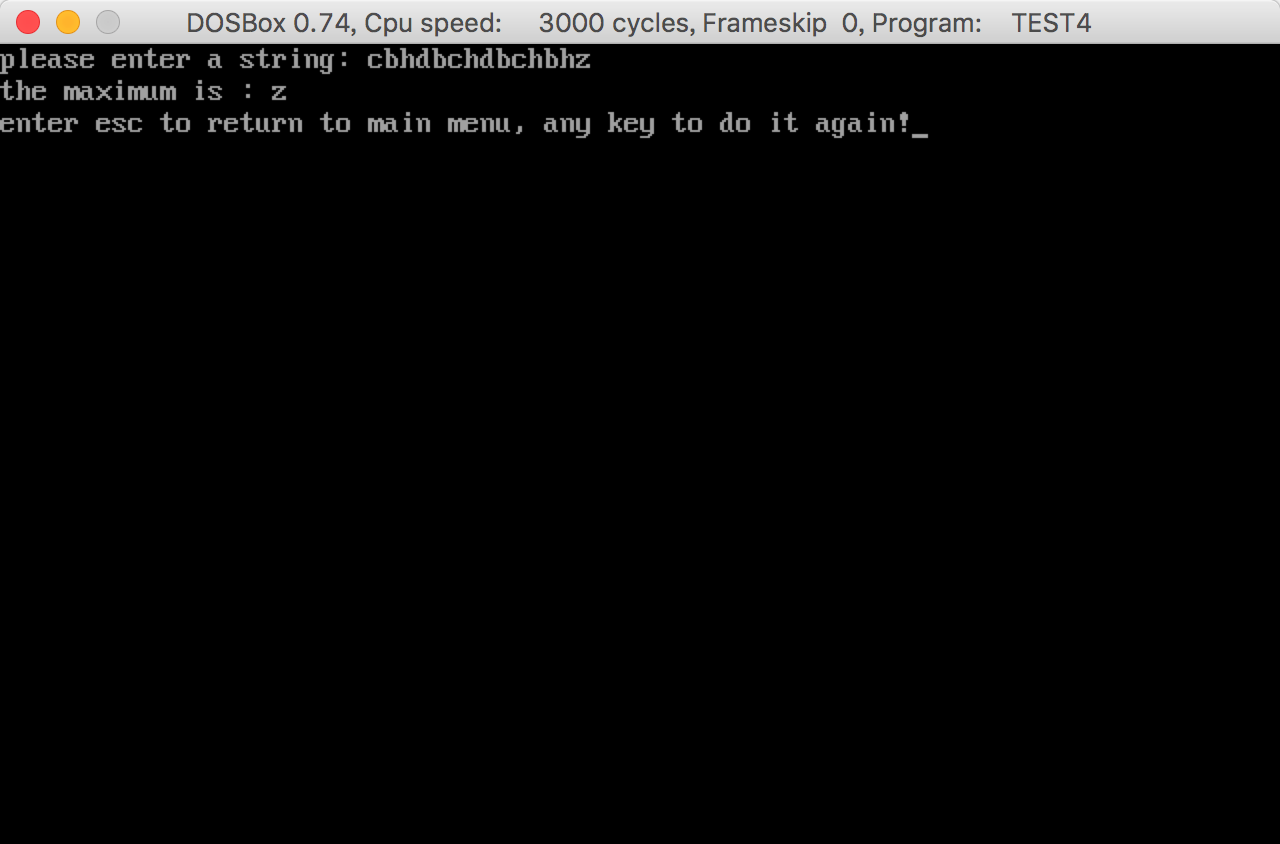 DOSBox 0.74, Cpu speed: 3000 cycles, Frameskip 0, Program: TEST4
please enter a string: cbhdbchdbchbhz
the maximum is : z
enter esc to return to main menu, any key to do it again!_